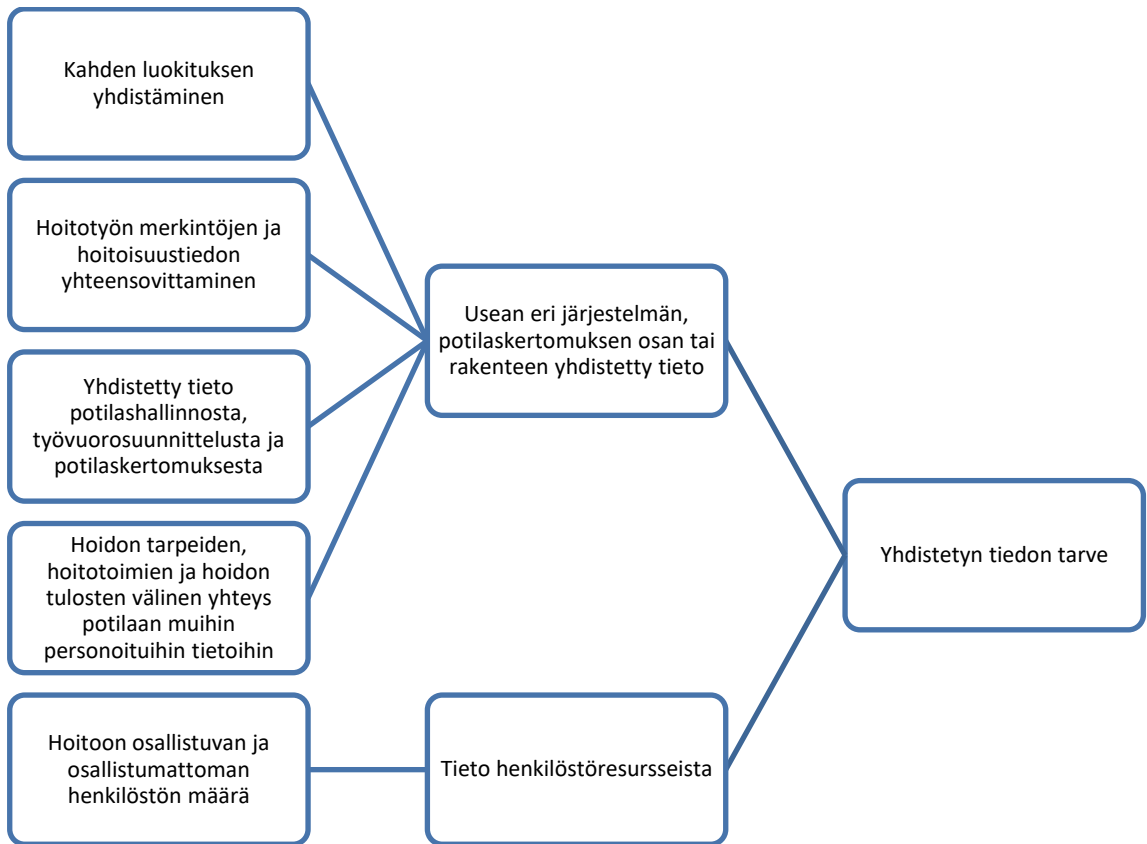 Kahden luokituksen
yhdistäminen
Hoitotyön merkintöjen ja
hoitoisuustiedon
yhteensovittaminen
Yhdistetty tieto
potilashallinnosta,
työvuorosuunnittelusta ja
potilaskertomuksesta
Hoidon tarpeiden,
hoitotoimien ja hoidon
tulosten välinen yhteys
potilaan muihin
personoituihin tietoihin
Hoitoon osallistuvan ja
osallistumattoman
henkilöstön määrä
Usean eri järjestelmän,
potilaskertomuksen osan tai
rakenteen yhdistetty tieto
Tieto henkilöstöresursseista
Yhdistetyn tiedon tarve